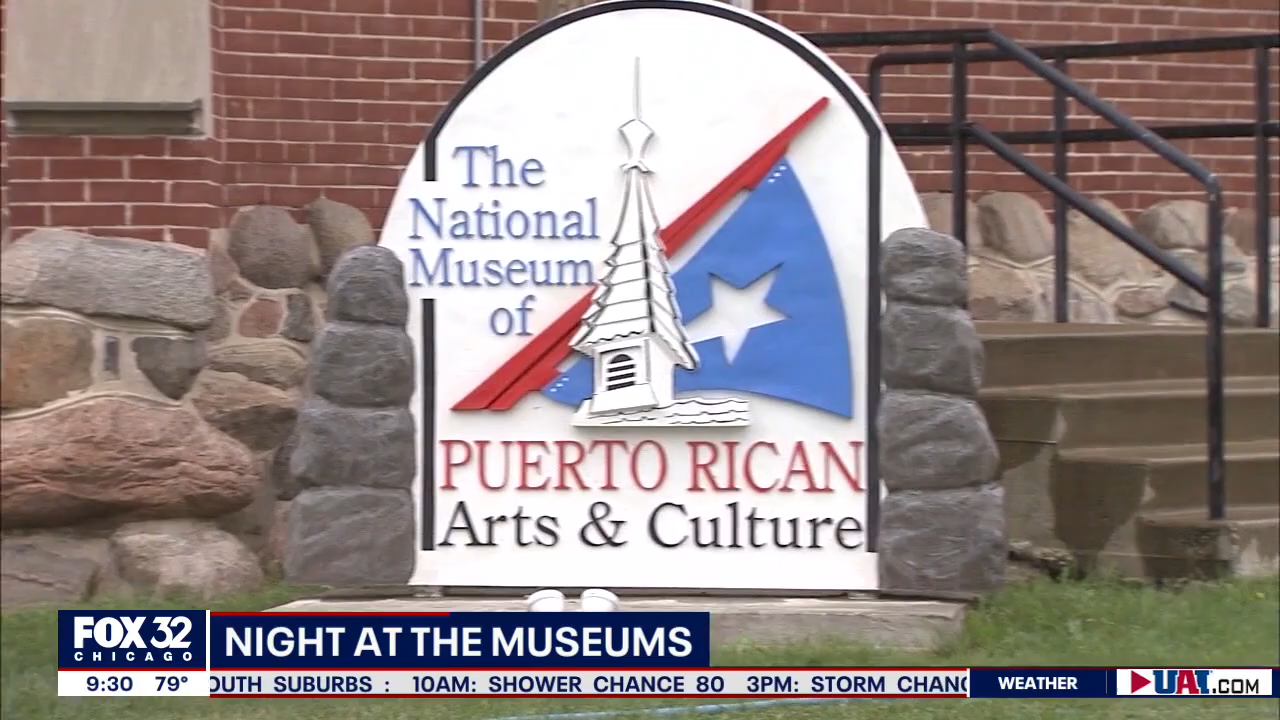 The
National
Museum
of
PUERTO RICAN
Arts & Culture
FOX 32
CHICAGO
NIGHT AT THE MUSEUMS
9:30 79°
OUTH SUBURBS : 10AM: SHOWER CHANCE 80 3PM: STORM CHANC
WEATHER
UATI.COM